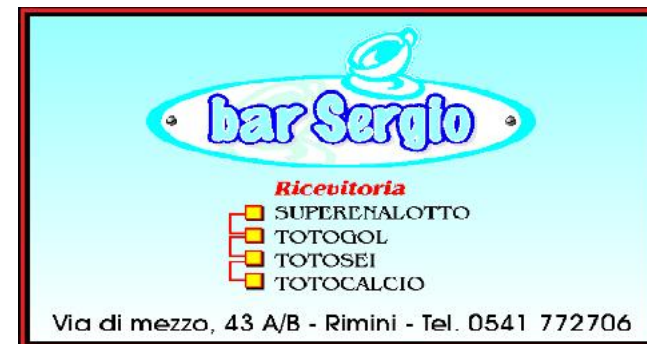 bar Sergio
Ricevitoria
SUPERENALOTTO
TOTOGOL
TOTOSEI
TOTOCALCIO
Via di mezzo, 43 A/B - Rimini - Tel. 0541 772706